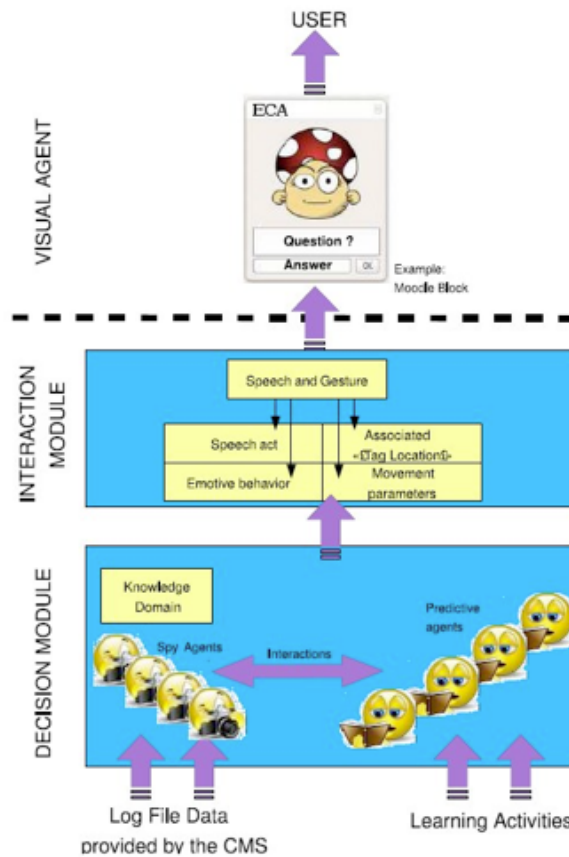 USER
VISUAL AGENT
ECA
Question ?
Answer
OK
Example:
Moodle Block
INTERACTION
MODULE
Speech and Gesture
Speech act
Associated
«Tag Location»
Emotive behavior
Movement
parameters
DECISION MODULE
Knowledge
Domain
Spy Agents
Interactions
Predictive
agents
Log File Data
provided by the CMS
Learning Activities